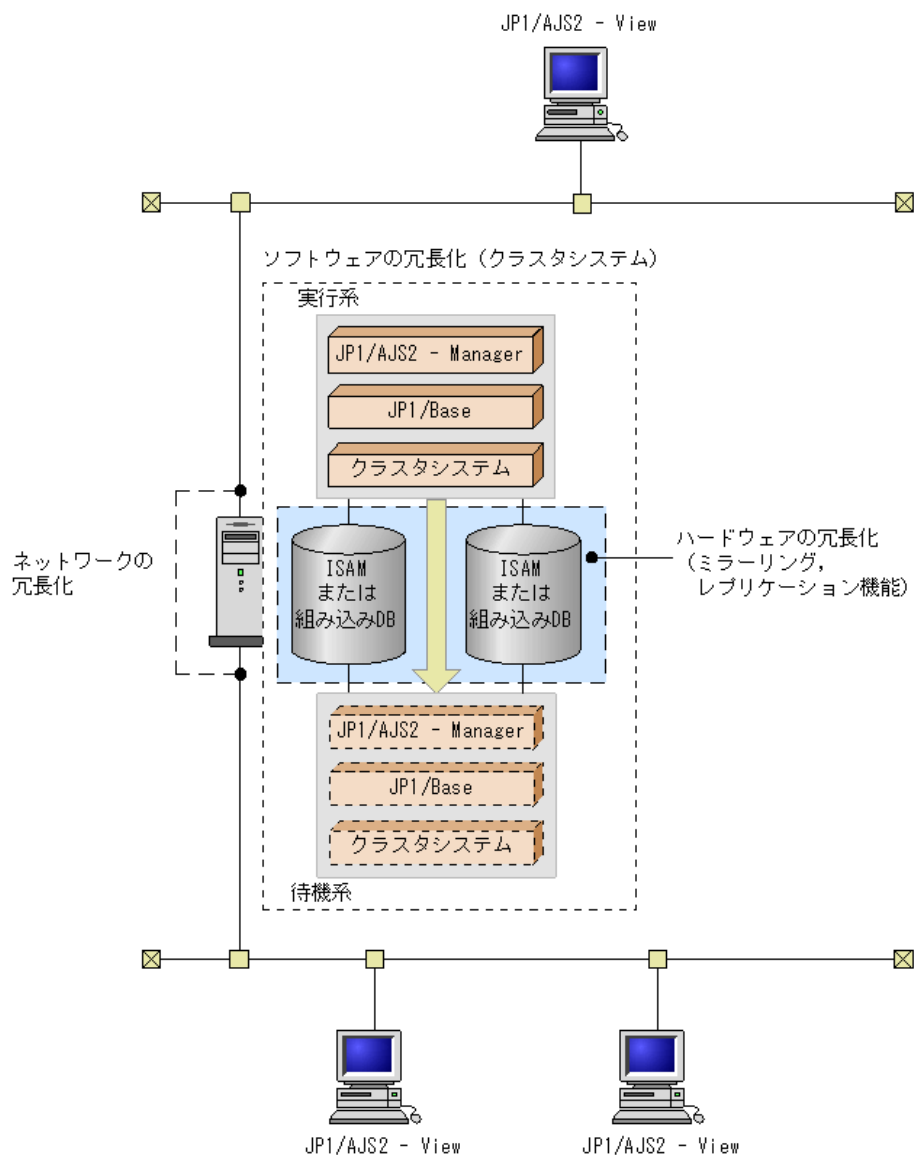 JP1/AJS2 - View
ソフトウェアの冗長化（クラスタシステム）
実行系
JP1/AJS2 - Manager
JP1/Base
クラスタシステム
ネットワークの
冗長化
ISAM
または
組み込みDB
ISAM
または
組み込みDB
ハードウェアの冗長化
（ミラーリング，
レプリケーション機能）
JP1/AJS2 - Manager
JP1/Base
クラスタシステム
待機系
JP1/AJS2 - View
JP1/AJS2 - View